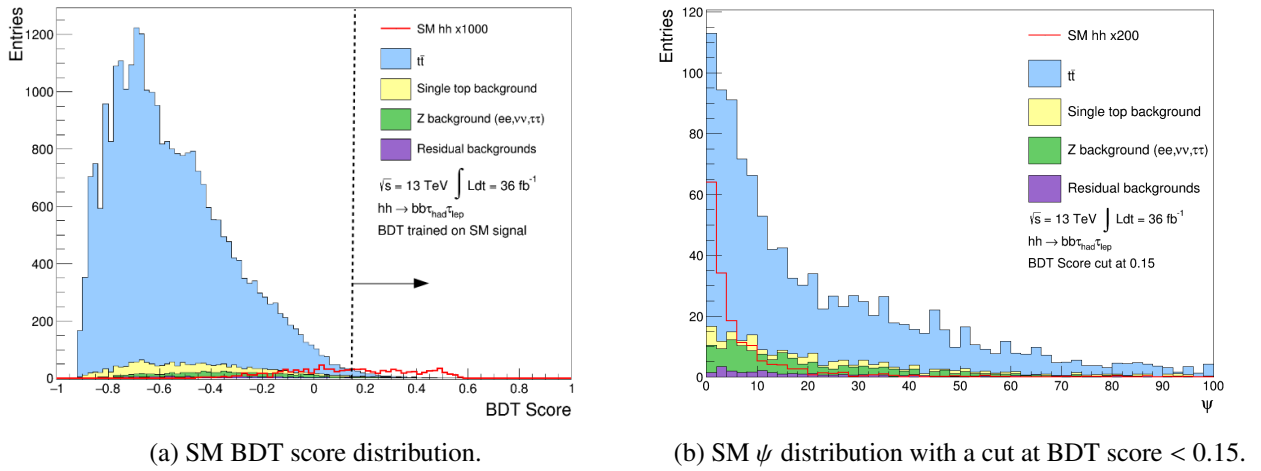 Entries
1200
1000
800
600
400
200
0
−1 −0.8 −0.6 −0.4 −0.2 0 0.2 0.4 0.6 0.8 1
BDT Score
SM hh x1000
tt̄
Single top background
Z background (ee,νν,ττ)
Residual backgrounds
√s = 13 TeV ∫ Ldt = 36 fb⁻¹
hh → bbτ_had τ_lep
BDT trained on SM signal
(a) SM BDT score distribution.
Entries
120
100
80
60
40
20
0
0 10 20 30 40 50 60 70 80 90 100
ψ
SM hh x200
tt̄
Single top background
Z background (ee,νν,ττ)
Residual backgrounds
√s = 13 TeV ∫ Ldt = 36 fb⁻¹
hh → bbτ_had τ_lep
BDT Score cut at 0.15
(b) SM ψ distribution with a cut at BDT score < 0.15.